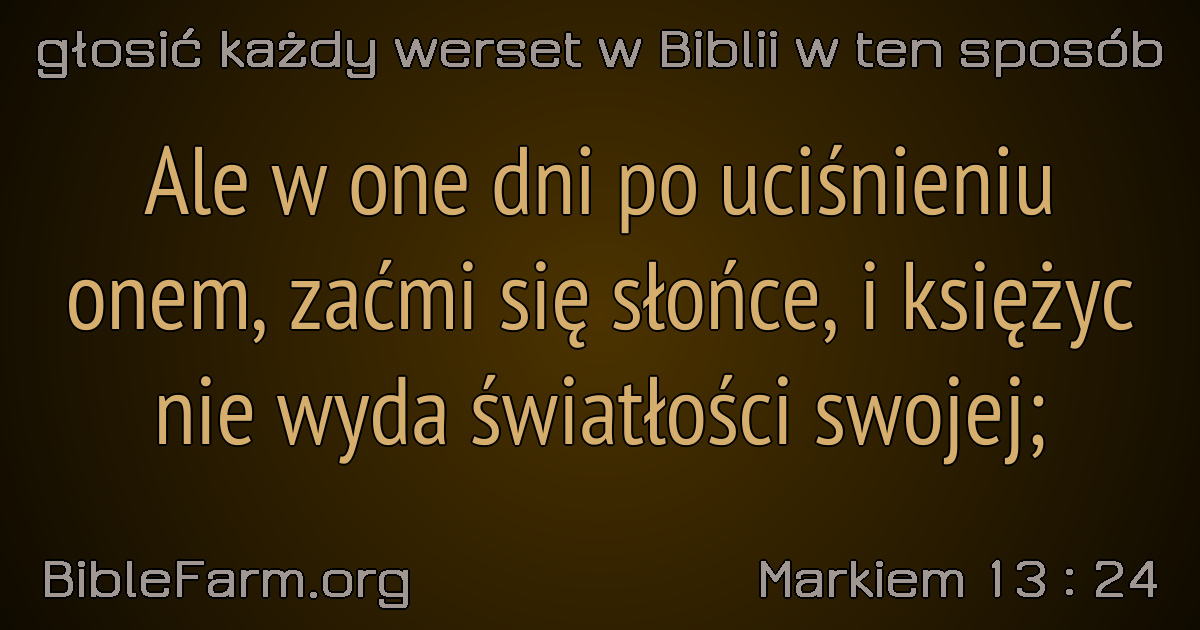 głosić każdy werset w Biblii w ten sposób
Ale w one dni po uciśnieniu
onem, zaćmi się słońce, i księżyc
nie wyda światłości swojej;
BibleFarm.org
Markiem 13 : 24